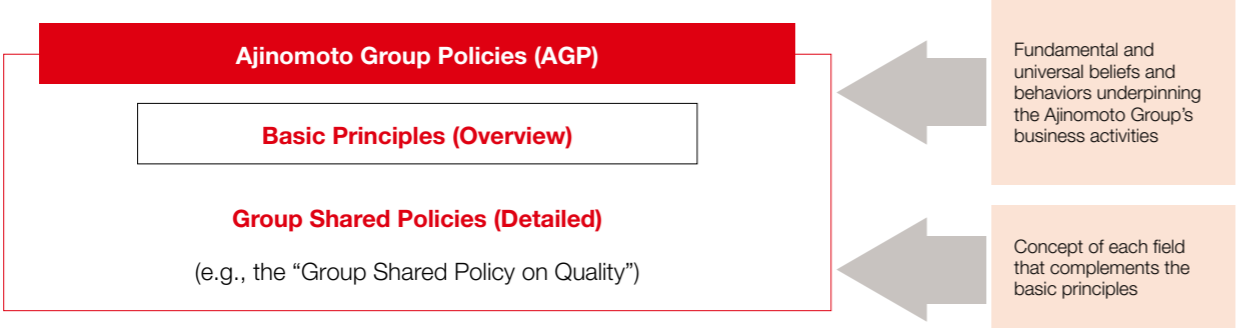 Ajinomoto Group Policies (AGP)
Basic Principles (Overview)
Group Shared Policies (Detailed)
(e.g., the “Group Shared Policy on Quality”)
Fundamental and
universal beliefs and
behaviors underpinning
the Ajinomoto Group’s
business activities
Concept of each field
that complements the
basic principles